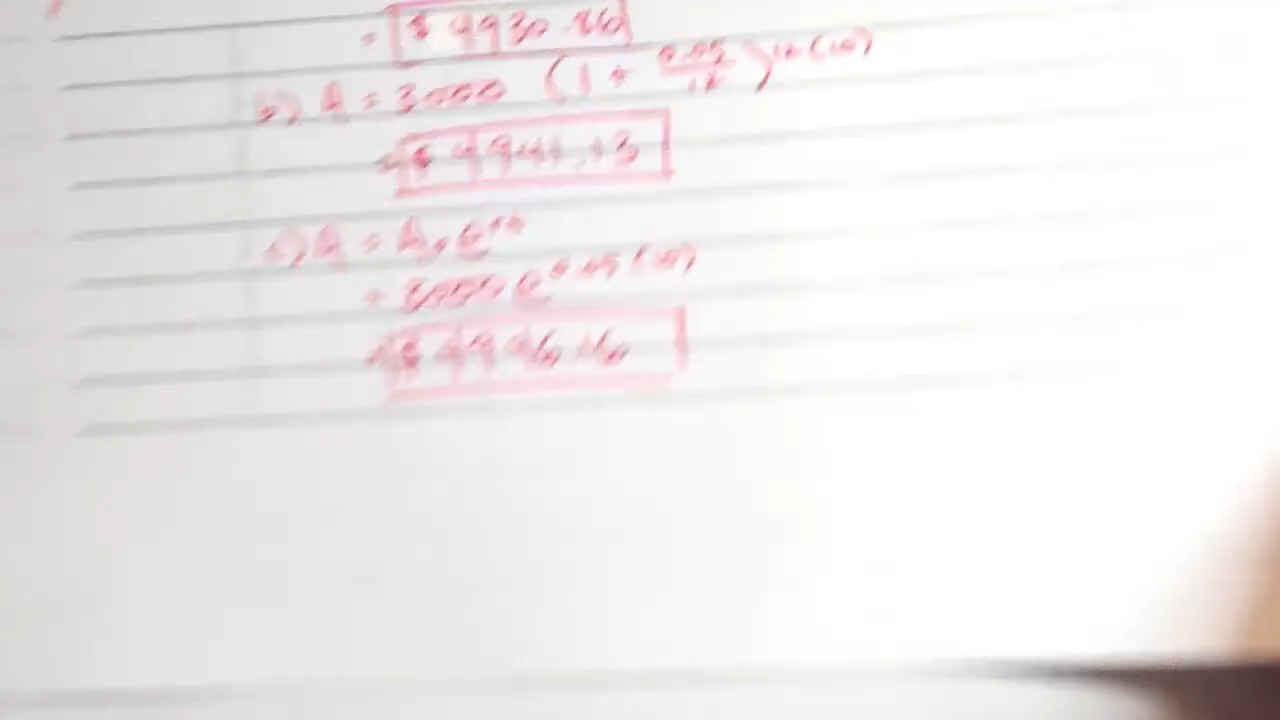 = $ 4930.86
b) A = 3000 (1 + 0.05/12)^12(10)
= $ 4941.13
c) A = A₀e^rt
= 3000 e^0.05(10)
= $ 4946.16